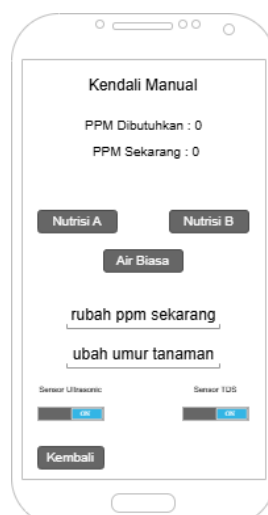 Kendali Manual
PPM Dibutuhkan : 0
PPM Sekarang : 0
Nutrisi A
Nutrisi B
Air Biasa
rubah ppm sekarang
ubah umur tanaman
Sensor Ultrasonic
Sensor TDS
ON
ON
Kembali